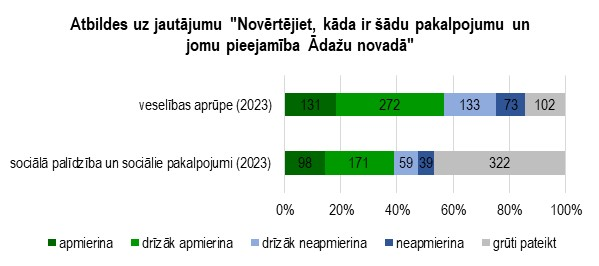 Atbildes uz jautājumu "Novērtējiet, kāda ir šādu pakalpojumu un
jomu pieejamība Ādažu novadā"
veselības aprūpe (2023)
131 272 133 73 102
sociālā palīdzība un sociālie pakalpojumi (2023)
98 171 59 39 322
0% 20% 40% 60% 80% 100%
apmierina drīzāk apmierina drīzāk neapmierina neapmierina grūti pateikt